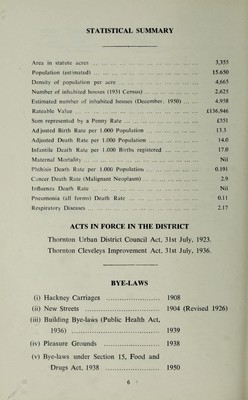 STATISTICAL SUMMARY
Area in statute acres ... 3,355
Population (estimated) ... 15,650
Density of population per acre ... 4,665
Number of inhabited houses (1931 Census) ... 2,625
Estimated number of inhabited houses (December, 1950) ... 4,958
Rateable Value ... £136,946
Sum represented by a Penny Rate ... £551
Adjusted Birth Rate per 1,000 Population ... 13.3
Adjusted Death Rate per 1,000 Population ... 14.0
Infantile Death Rate per 1,000 Births registered ... 17.0
Maternal Mortality ... Nil
Phthisis Death Rate per 1,000 Population ... 0.191
Cancer Death Rate (Malignant Neoplasm) ... 2.9
Influenza Death Rate ... Nil
Pneumonia (all forms) Death Rate ... 0.11
Respiratory Diseases ... 2.17
ACTS IN FORCE IN THE DISTRICT
Thornton Urban District Council Act, 31st July, 1923.
Thornton Cleveleys Improvement Act, 31st July, 1936.
BYE-LAWS
(i) Hackney Carriages ... 1908
(ii) New Streets ... 1904 (Revised 1926)
(iii) Building Bye-laws (Public Health Act,
1936) ... 1939
(iv) Pleasure Grounds ... 1938
(v) Bye-laws under Section 15, Food and
Drugs Act, 1938 ... 1950
6